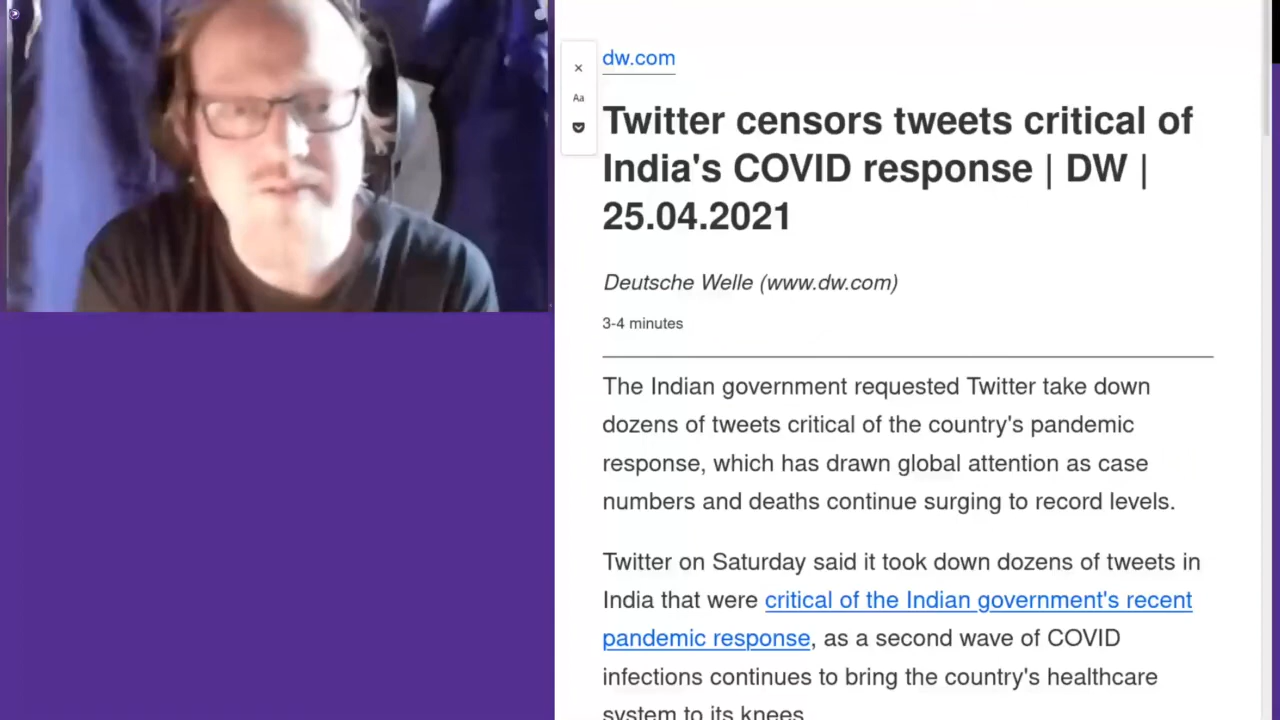 dw.com
Aa
Twitter censors tweets critical of
India's COVID response | DW |
25.04.2021
Deutsche Welle (www.dw.com)
3-4 minutes
The Indian government requested Twitter take down
dozens of tweets critical of the country's pandemic
response, which has drawn global attention as case
numbers and deaths continue surging to record levels.
Twitter on Saturday said it took down dozens of tweets in
India that were critical of the Indian government's recent
pandemic response, as a second wave of COVID
infections continues to bring the country's healthcare
system to its knees.